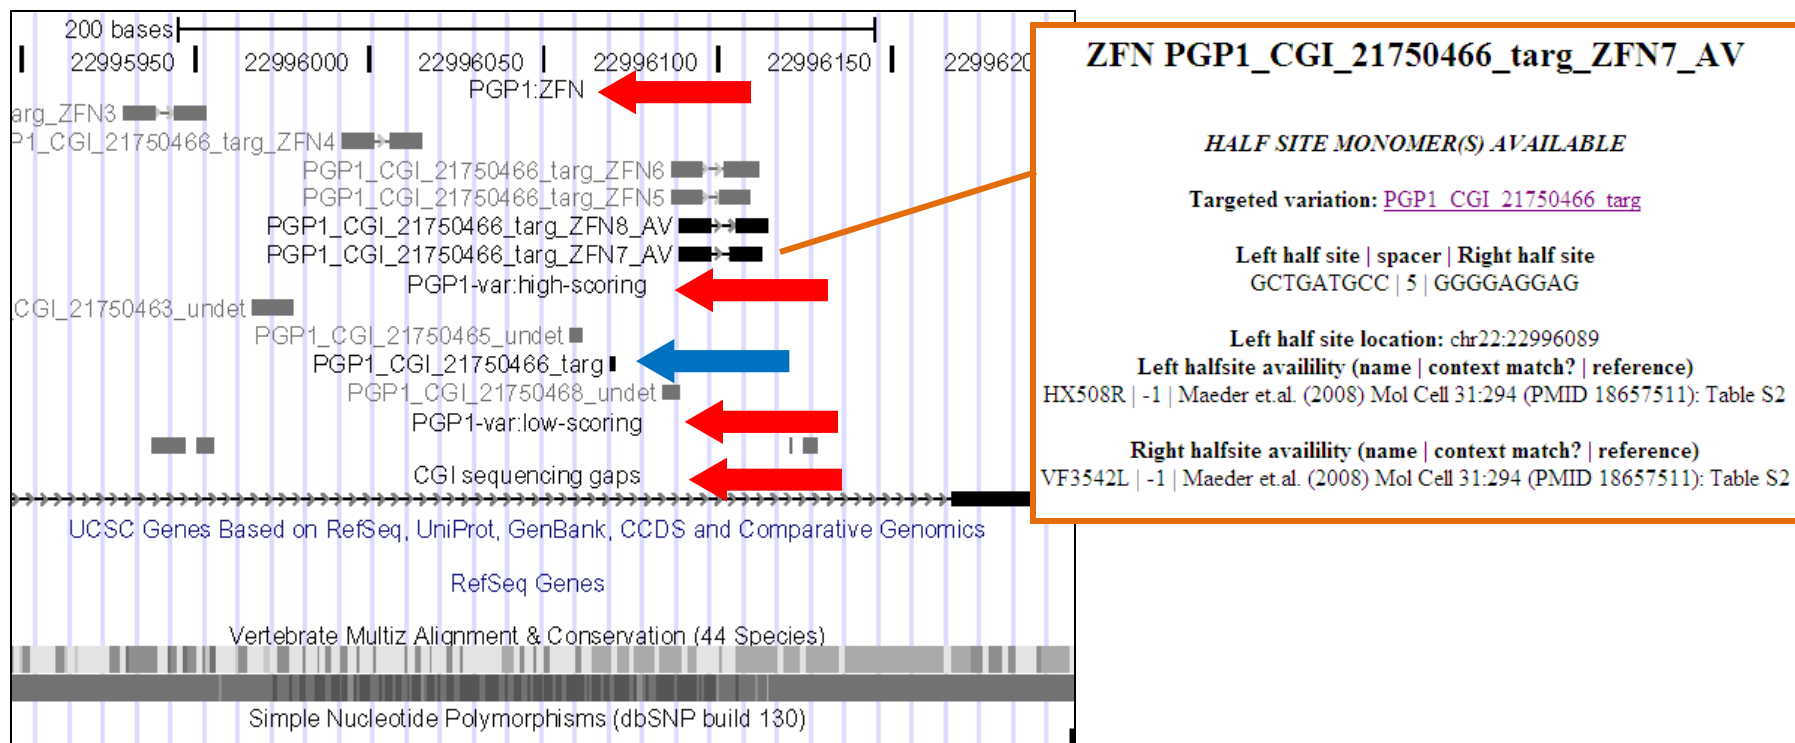 200 bases
22995950 22996000 22996050 22996100 22996150 2299620
PGP1:ZFN
arg_ZFN3
P1_CGI_21750466_targ_ZFN4
PGP1_CGI_21750466_targ_ZFN6
PGP1_CGI_21750466_targ_ZFN5
PGP1_CGI_21750466_targ_ZFN8_AV
PGP1_CGI_21750466_targ_ZFN7_AV
PGP1-var:high-scoring
_CGI_21750463_undet
PGP1_CGI_21750465_undet
PGP1_CGI_21750466_targ
PGP1_CGI_21750468_undet
PGP1-var:low-scoring
CGI sequencing gaps
UCSC Genes Based on RefSeq, UniProt, GenBank, CCDS and Comparative Genomics
RefSeq Genes
Vertebrate Multiz Alignment & Conservation (44 Species)
Simple Nucleotide Polymorphisms (dbSNP build 130)
ZFN PGP1_CGI_21750466_targ_ZFN7_AV
HALF SITE MONOMER(S) AVAILABLE
Targeted variation: PGP1_CGI_21750466_targ
Left half site | spacer | Right half site
GCTGATGCC | 5 | GGGGAGGAG
Left half site location: chr22:22996089
Left halfsite availility (name | context match? | reference)
HX508R | -1 | Maeder et.al. (2008) Mol Cell 31:294 (PMID 18657511): Table S2
Right halfsite availility (name | context match? | reference)
VF3542L | -1 | Maeder et.al. (2008) Mol Cell 31:294 (PMID 18657511): Table S2